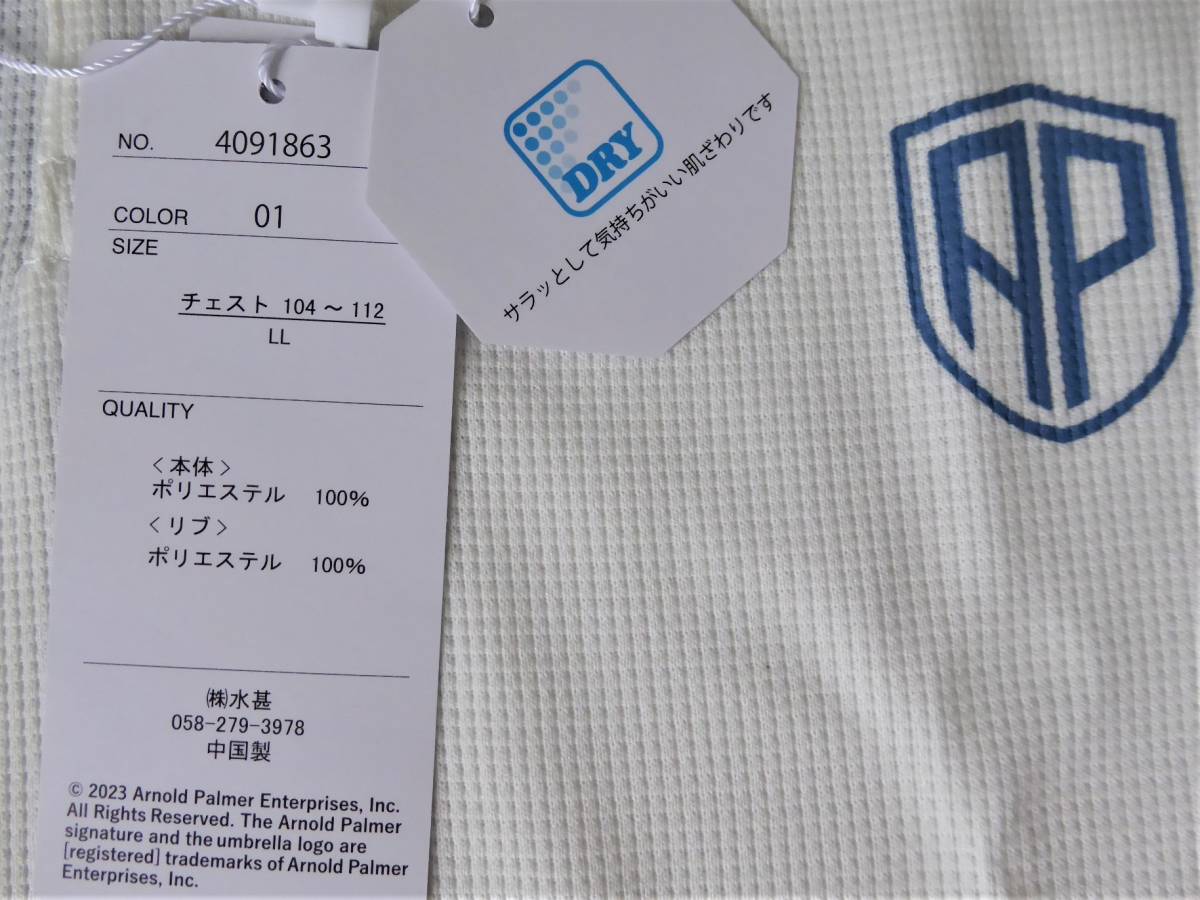 NO. 4091863
COLOR 01
SIZE
チェスト 104～112
LL
QUALITY
〈本体〉
ポリエステル 100%
〈リブ〉
ポリエステル 100%
㈱水甚
058-279-3978
中国製
© 2023 Arnold Palmer Enterprises, Inc.
All Rights Reserved. The Arnold Palmer
signature and the umbrella logo are
[registered] trademarks of Arnold Palmer
Enterprises, Inc.
DRY
サラッとして気持ちがいい肌ざわりです
AP